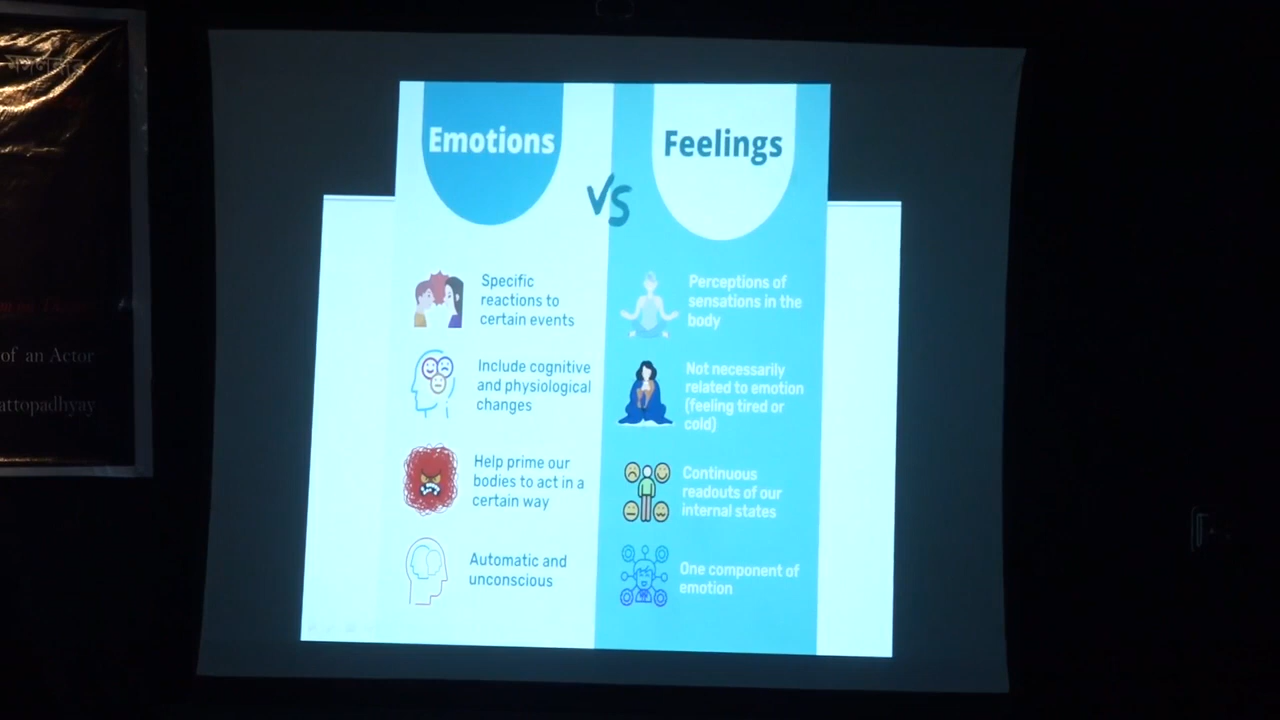 মঙ্গলবার
of an Actor
attopadhyay
Emotions
VS
Feelings
Specific
reactions to
certain events
Include cognitive
and physiological
changes
Help prime our
bodies to act in a
certain way
Automatic and
unconscious
Perceptions of
sensations in the
body
Not necessarily
related to emotion
(feeling tired or
cold)
Continuous
readouts of our
internal states
One component of
emotion